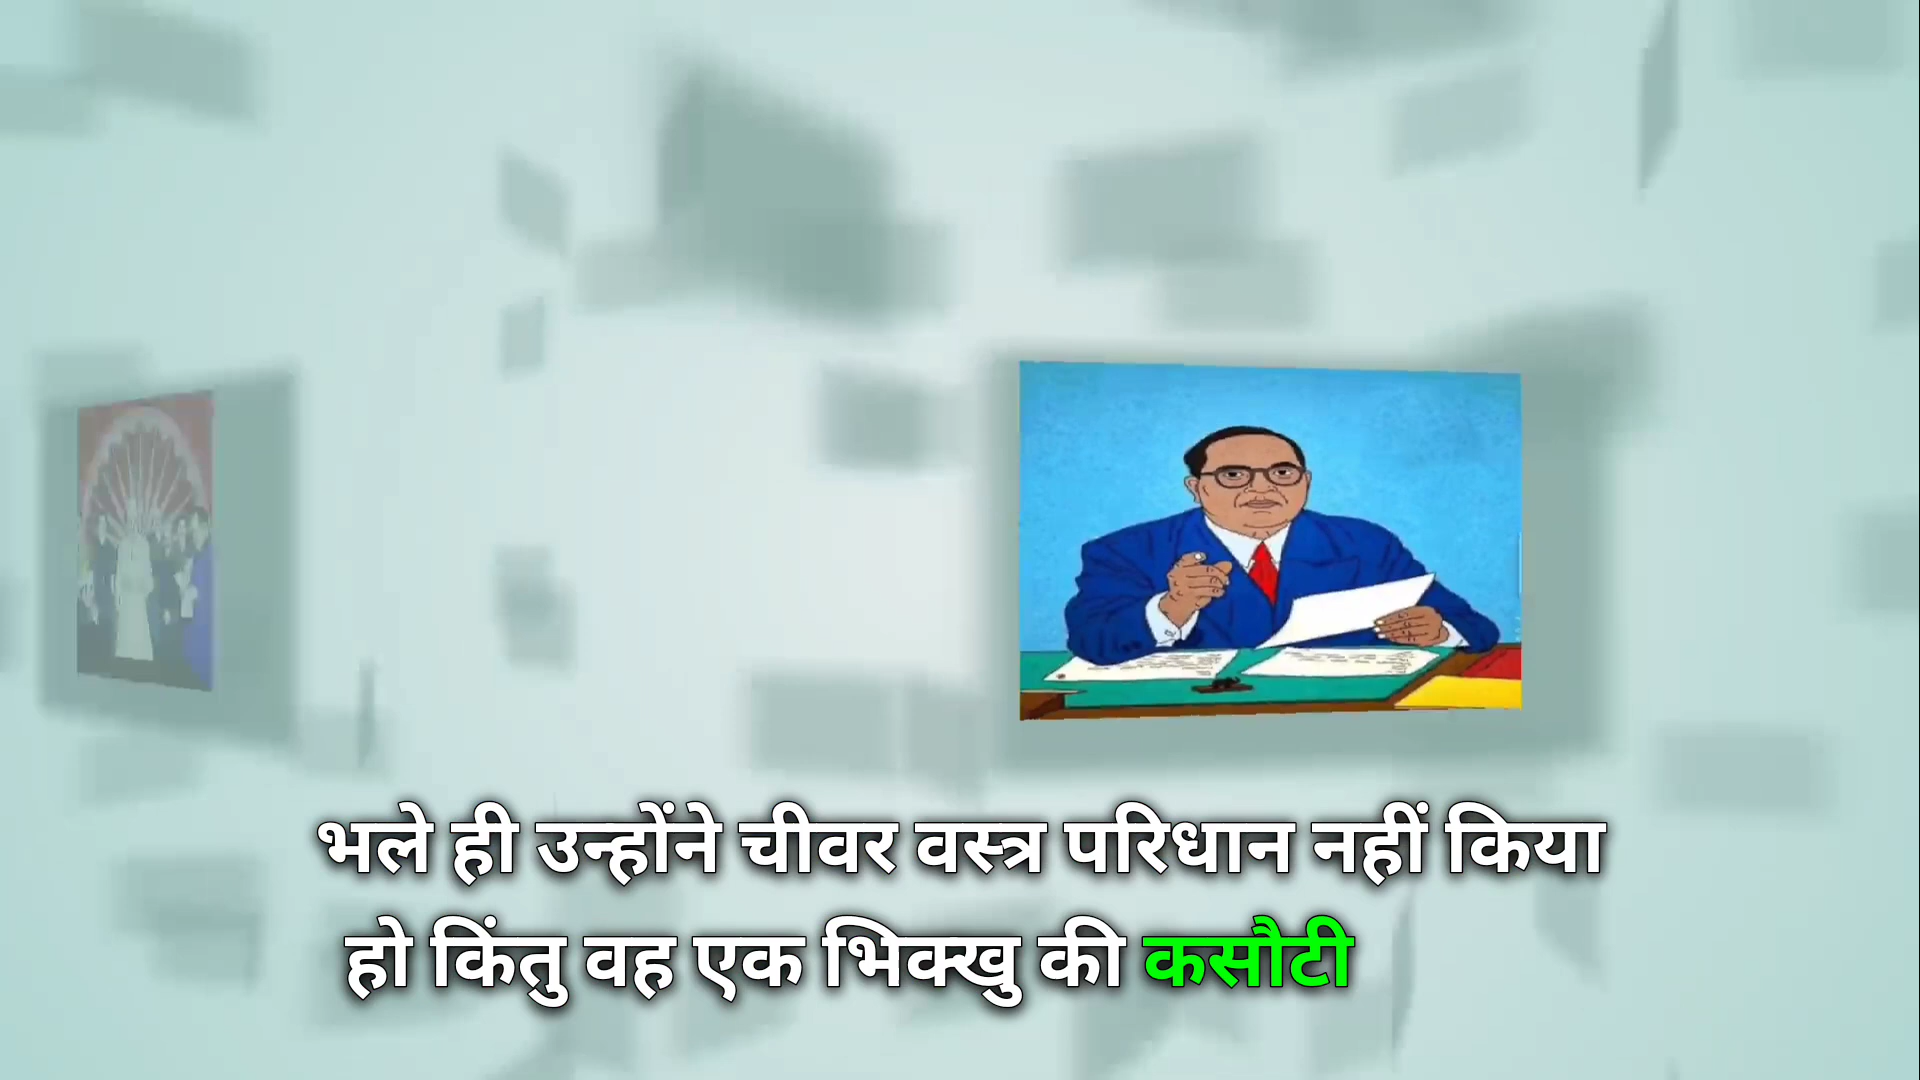 भले ही उन्होंने चीवर वस्त्र परिधान नहीं किया
हो किंतु वह एक भिक्खु की कसौटी